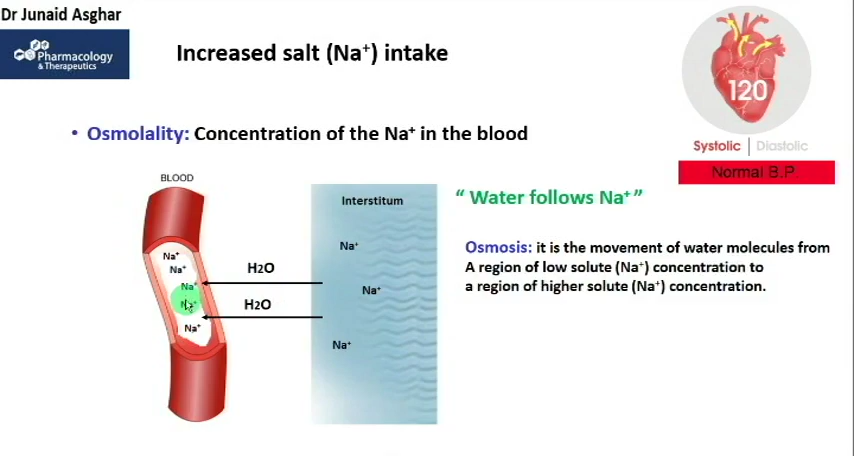 Dr Junaid Asghar
Pharmacology
& Therapeutics
Increased salt (Na⁺) intake
120
Systolic | Diastolic
Normal B.P
• Osmolality: Concentration of the Na⁺ in the blood
BLOOD
Na⁺
Na⁺
Na⁺
Na⁺
Na⁺
H2O
H2O
Interstitum
Na⁺
Na⁺
Na⁺
“ Water follows Na⁺ ”
Osmosis: it is the movement of water molecules from
A region of low solute (Na⁺) concentration to
a region of higher solute (Na⁺) concentration.